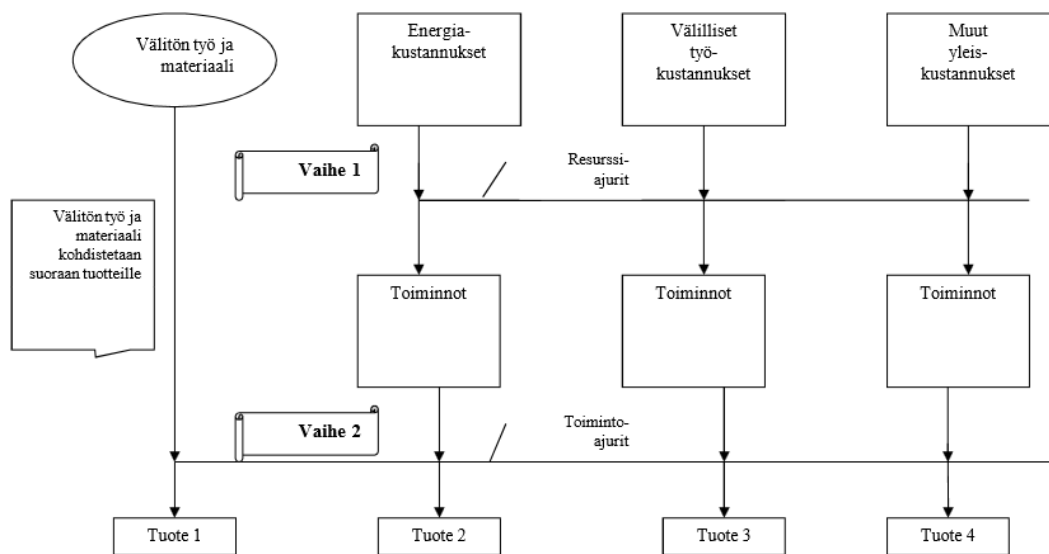 Välitön työ ja
materiaali
Energia-
kustannukset
Välilliset
työ-
kustannukset
Muut
yleis-
kustannukset
Vaihe 1
Resurssi-
ajurit
Välitön työ ja
materiaali
kohdistetaan
suoraan tuotteille
Toiminnot
Toiminnot
Toiminnot
Vaihe 2
Toiminto-
ajurit
Tuote 1
Tuote 2
Tuote 3
Tuote 4